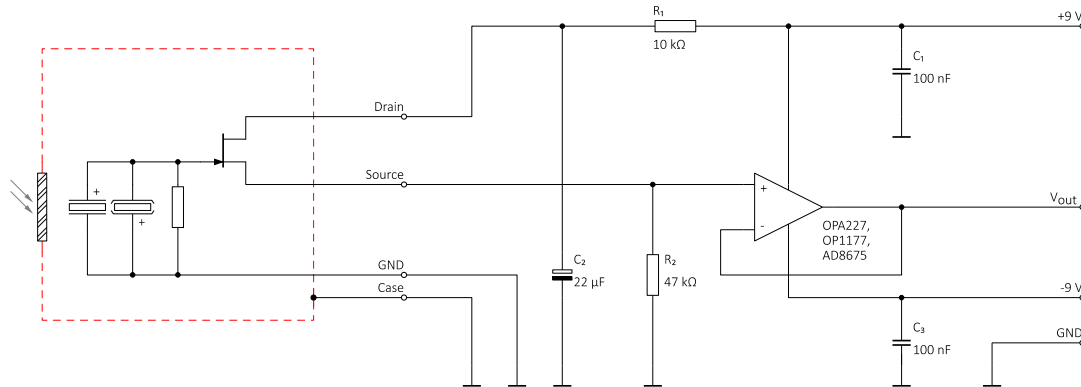 R₁
10 kΩ
+9 V
C₁
100 nF
Drain
+
+
Source
+
-
Vout
OPA227,
OP1177,
AD8675
GND
C₂
22 µF
R₂
47 kΩ
Case
-9 V
C₃
100 nF
GND